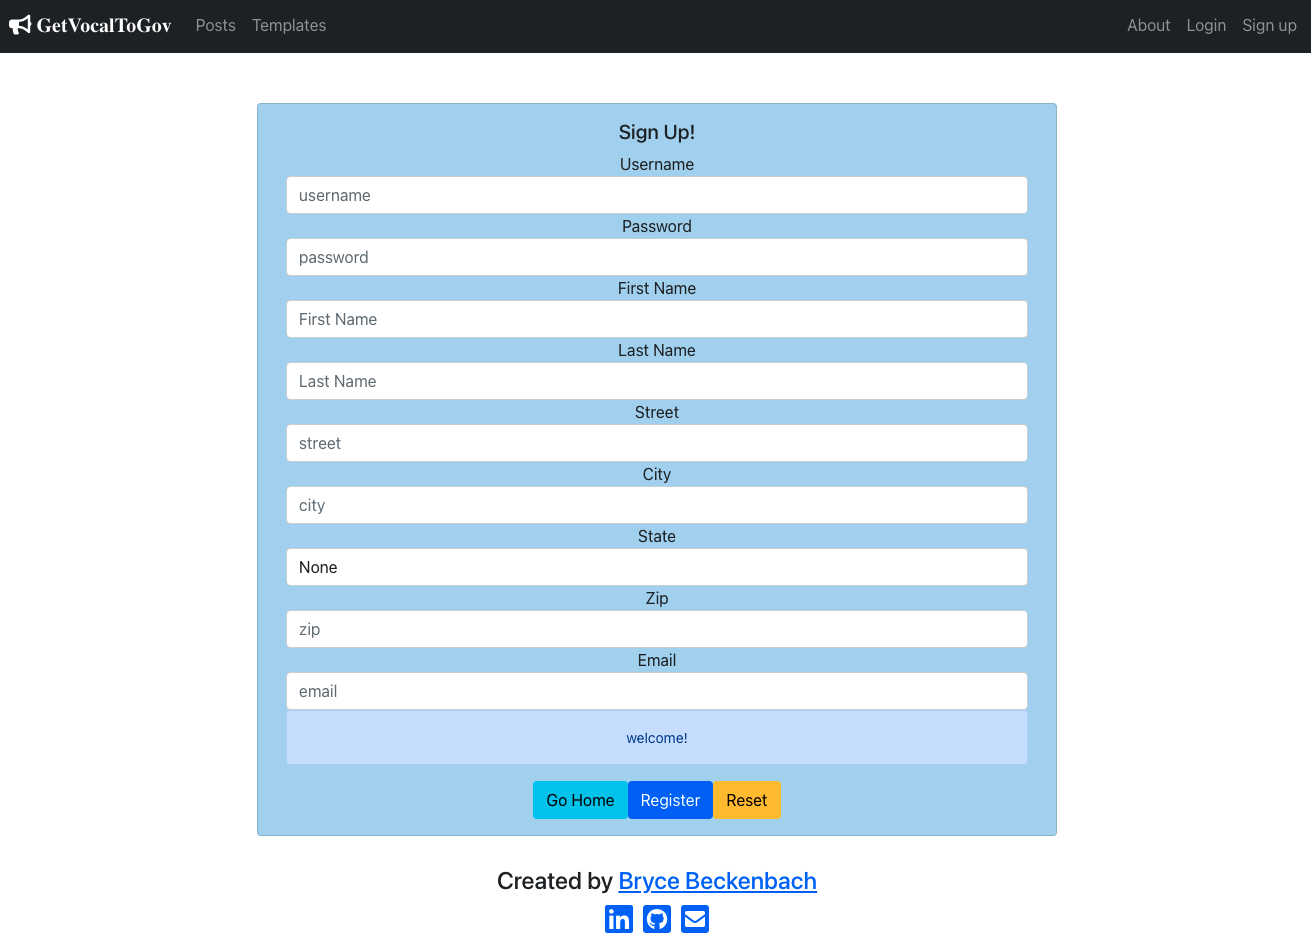 GetVocalToGov Posts Templates About Login Sign up
Sign Up!
Username
username
Password
password
First Name
First Name
Last Name
Last Name
Street
street
City
city
State
None
Zip
zip
Email
email
welcome!
Go Home Register Reset
Created by Bryce Beckenbach